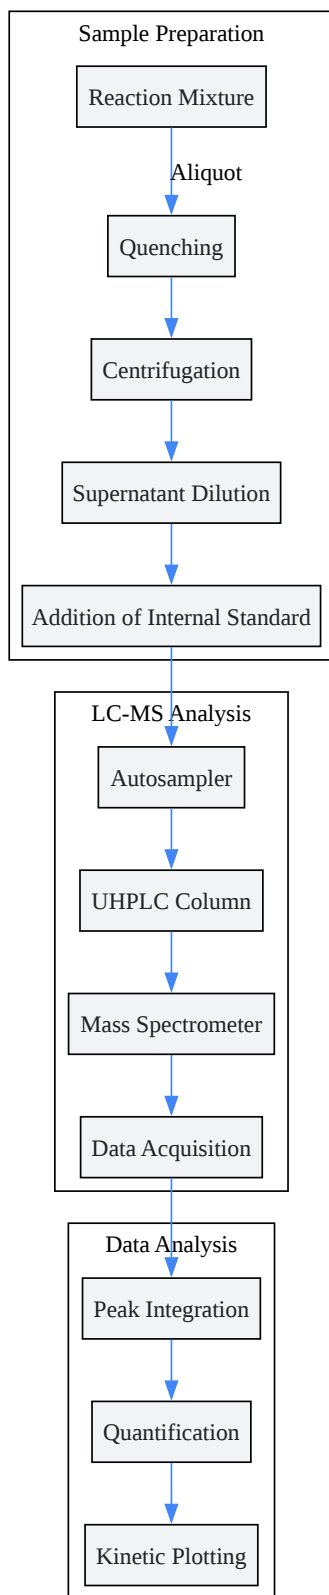 Sample Preparation
Reaction Mixture
Aliquot
Quenching
Centrifugation
Supernatant Dilution
Addition of Internal Standard
LC-MS Analysis
Autosampler
UHPLC Column
Mass Spectrometer
Data Acquisition
Data Analysis
Peak Integration
Quantification
Kinetic Plotting